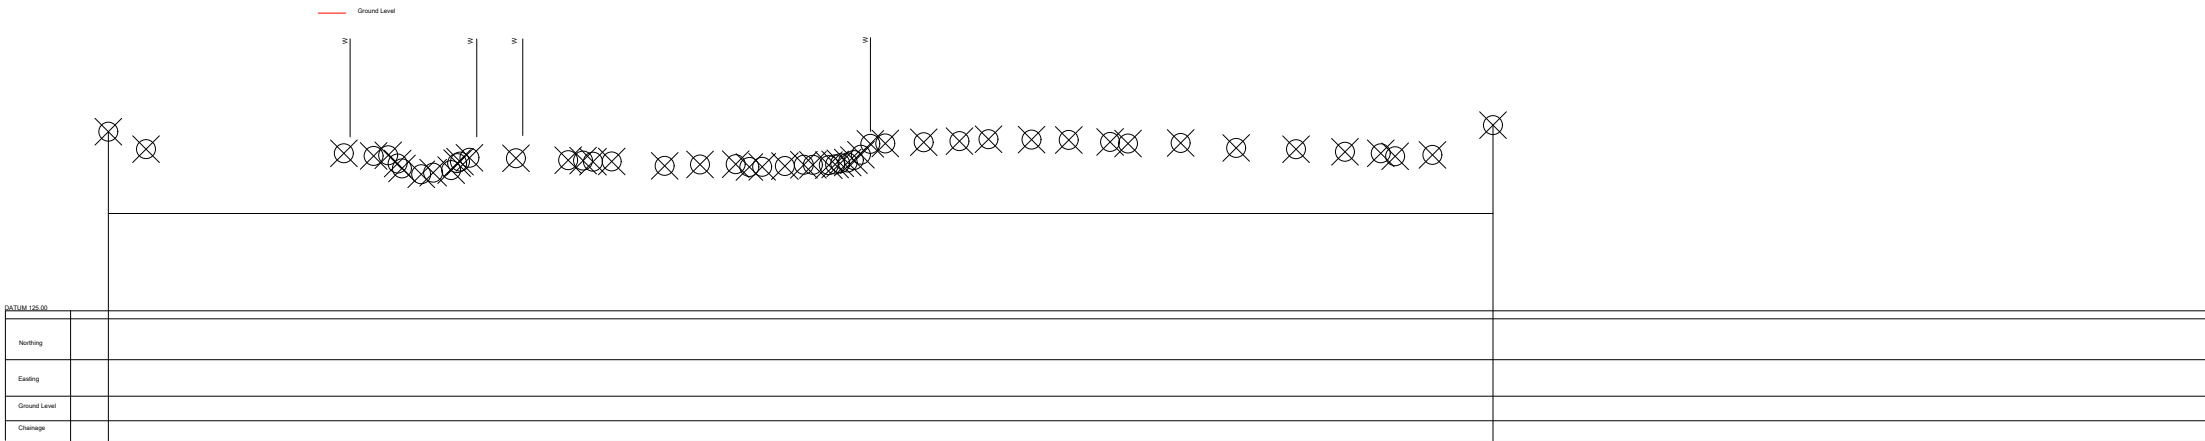 Ground Level
W W W W
DATUM 125.00
Northing
Easting
Ground Level
Chainage